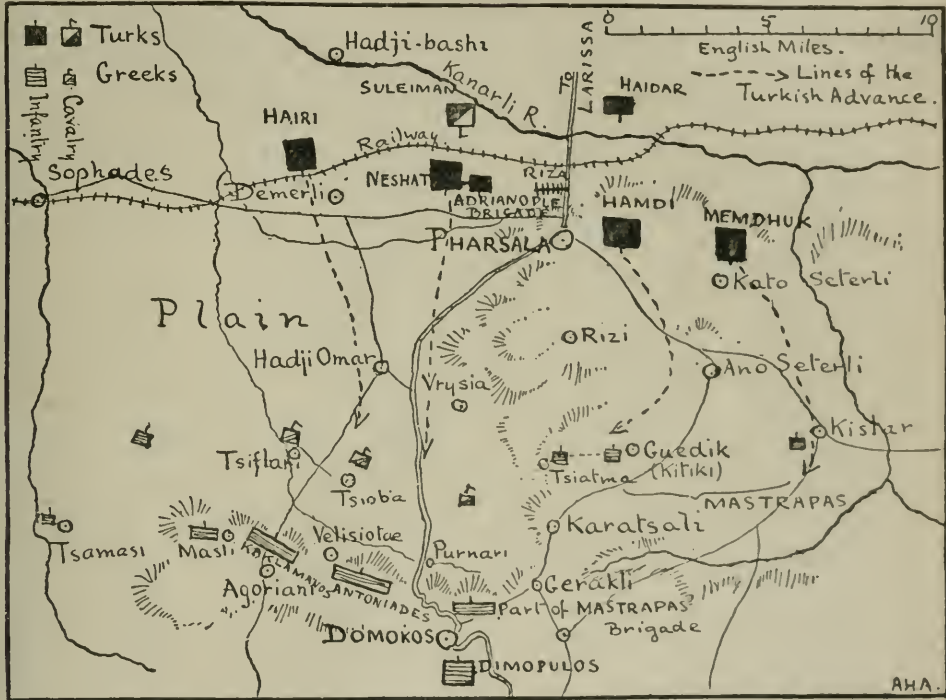 Turks
Greeks
Infantry
Cavalry
0 5 10
English Miles.
Lines of the
Turkish Advance.
Hadji-bashi
Kanarli R.
SULEIMAN
TO
LARISSA
HAIDAR
HAIRI
Railway
RIZA
NESHAT
ADRIANOPLE
BRIGADE
HAMDI
MEMDHUK
Sophades
Demerli
PHARSALA
Kato Seterli
Plain
Rizi
Hadji Omar
Vrysia
Ano Seterli
Kistar
Tsiflari
Tsioba
Tsiatma
Guedik
(Kitiki)
MASTRAPAS
Tsamasi
Masli
Velisiotae
Karatsali
Purnari
Agorianos
ANTONIADES
Gerakli
Part of MASTRAPAS
Brigade
DOMOKOS
DIMOPULOS
AHA.